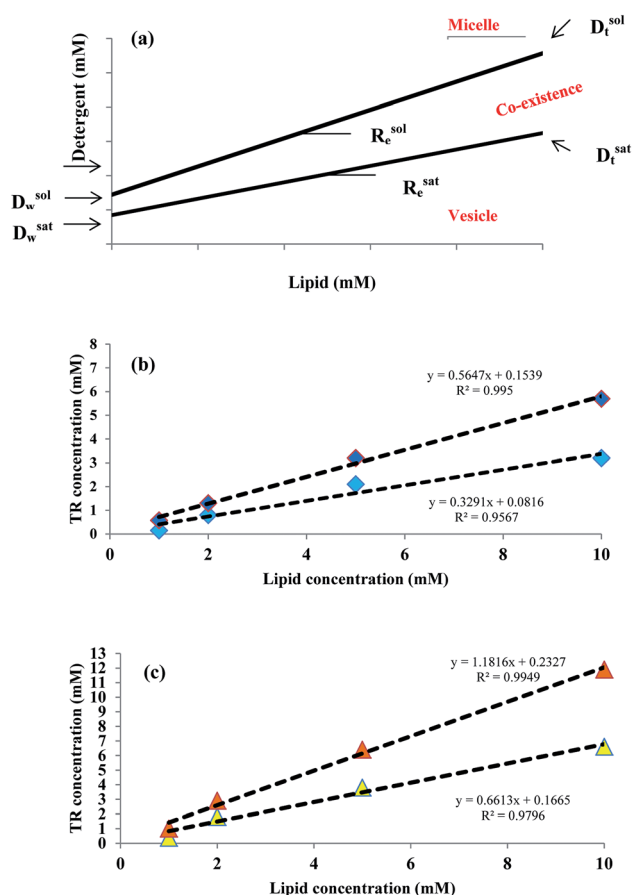 (a)
Micelle
D_t^sol
Detergent (mM)
Co-existence
R_e^sol
D_t^sat
R_e^sat
D_w^sol
D_w^sat
Vesicle
Lipid (mM)
(b)
8
7
6
5
4
3
2
1
0
TR concentration (mM)
y = 0.5647x + 0.1539
R² = 0.995
y = 0.3291x + 0.0816
R² = 0.9567
0 2 4 6 8 10
Lipid concentration (mM)
(c)
13
12
11
10
9
8
7
6
5
4
3
2
1
0
TR concentration (mM)
y = 1.1816x + 0.2327
R² = 0.9949
y = 0.6613x + 0.1665
R² = 0.9796
0 2 4 6 8 10
Lipid concentration (mM)